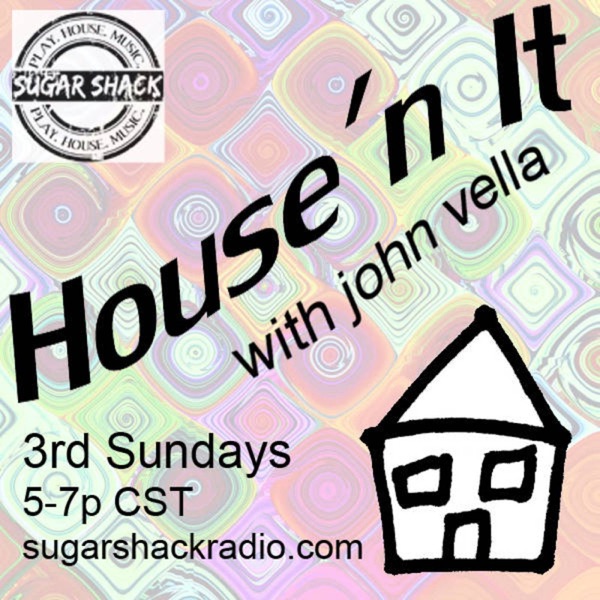 PLAY. HOUSE. MUSIC.
SUGAR SHACK
PLAY. HOUSE. MUSIC.
House 'n It
with john vella
3rd Sundays
5-7p CST
sugarshackradio.com